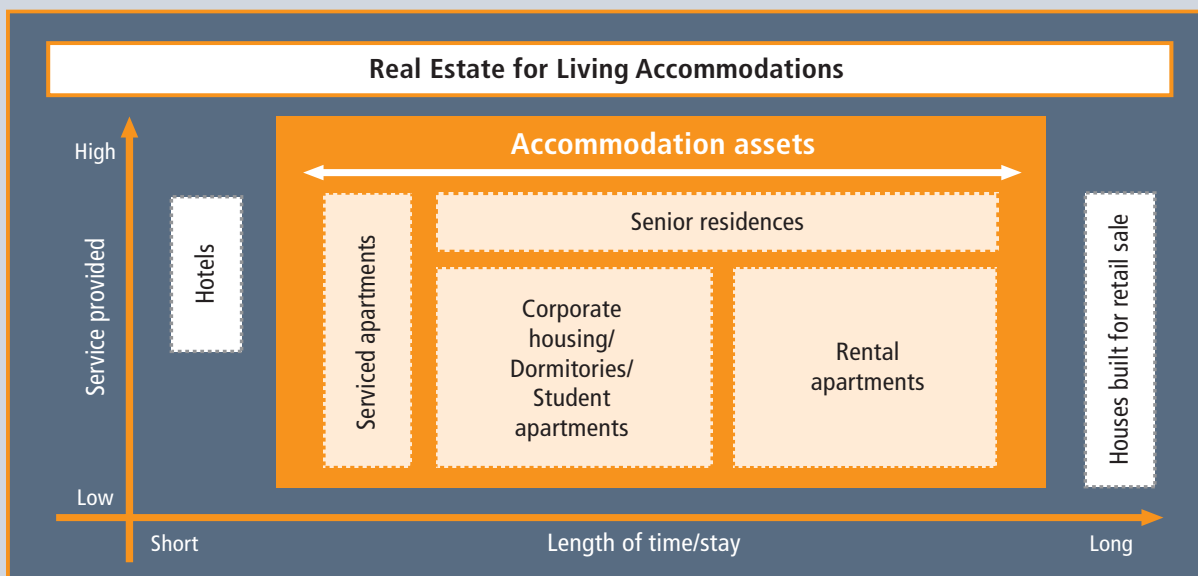 Real Estate for Living Accommodations
Accommodation assets
High
Service provided
Low
Hotels
Serviced apartments
Senior residences
Corporate
housing/
Dormitories/
Student
apartments
Rental
apartments
Houses built for retail sale
Short
Length of time/stay
Long